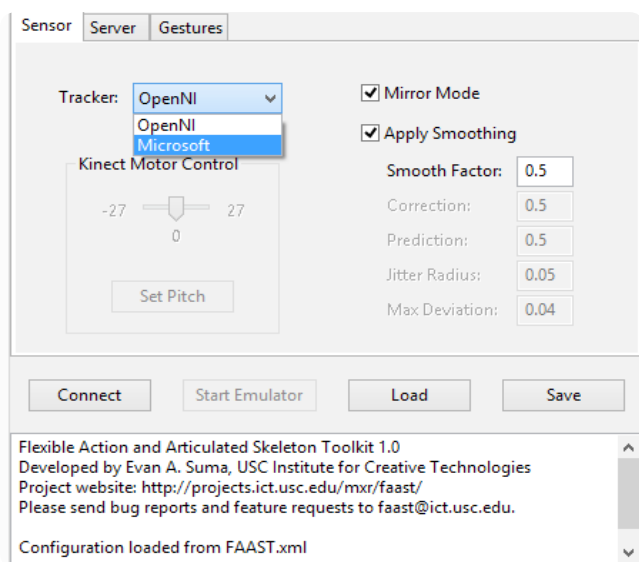 Sensor Server Gestures
Tracker: OpenNI
OpenNI
Microsoft
Kinect Motor Control
-27 27
0
Set Pitch
Mirror Mode
Apply Smoothing
Smooth Factor: 0.5
Correction: 0.5
Prediction: 0.5
Jitter Radius: 0.05
Max Deviation: 0.04
Connect Start Emulator Load Save
Flexible Action and Articulated Skeleton Toolkit 1.0
Developed by Evan A. Suma, USC Institute for Creative Technologies
Project website: http://projects.ict.usc.edu/mxr/faast/
Please send bug reports and feature requests to faast@ict.usc.edu.
Configuration loaded from FAAST.xml